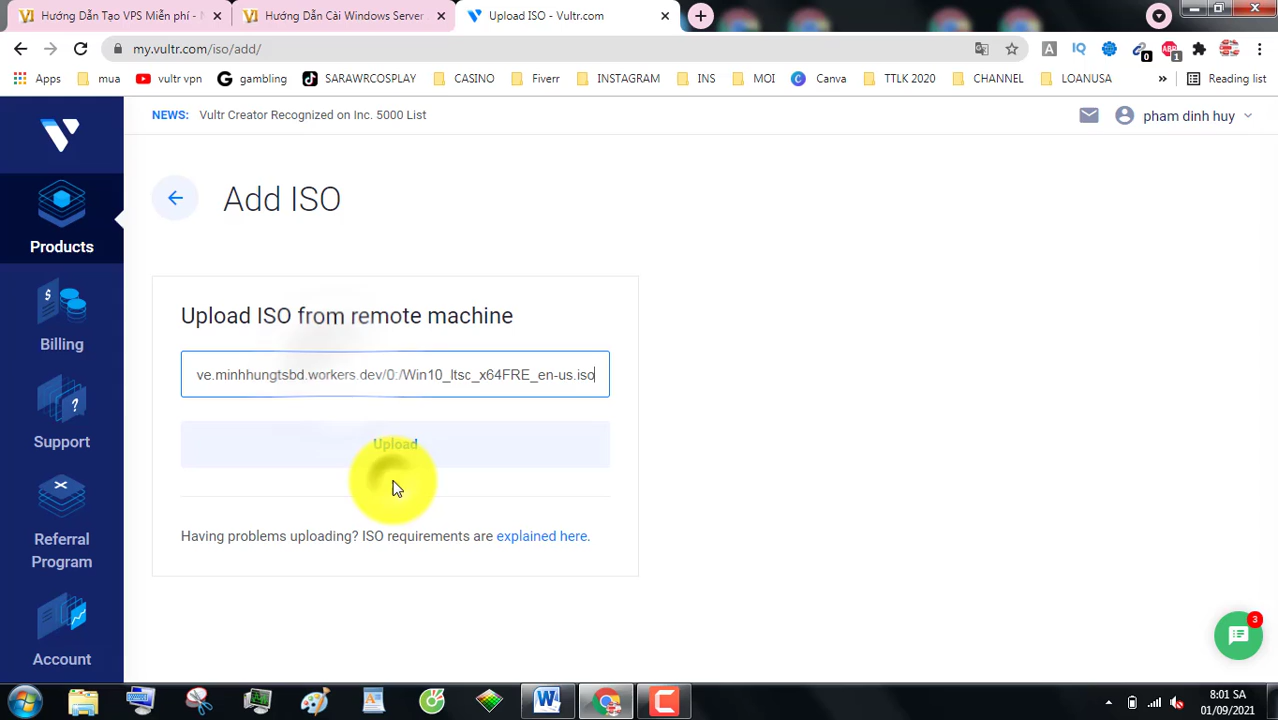 Hướng Dẫn Tạo VPS Miễn phí -
Hướng Dẫn Cài Windows Server
Upload ISO - Vultr.com
my.vultr.com/iso/add/
A
IQ
0
ABP
1
Apps
mua
vultr vpn
gambling
SARAWRCOSPLAY
CASINO
Fiverr
INSTAGRAM
INS
MOI
Canva
TTLK 2020
CHANNEL
LOANUSA
»
Reading list
NEWS: Vultr Creator Recognized on Inc. 5000 List
pham dinh huy
Products
Billing
Support
Referral
Program
Account
Add ISO
Upload ISO from remote machine
ve.minhhungtsbd.workers.dev/0:/Win10_ltsc_x64FRE_en-us.iso
Upload
Having problems uploading? ISO requirements are explained here.
3
8:01 SA
01/09/2021